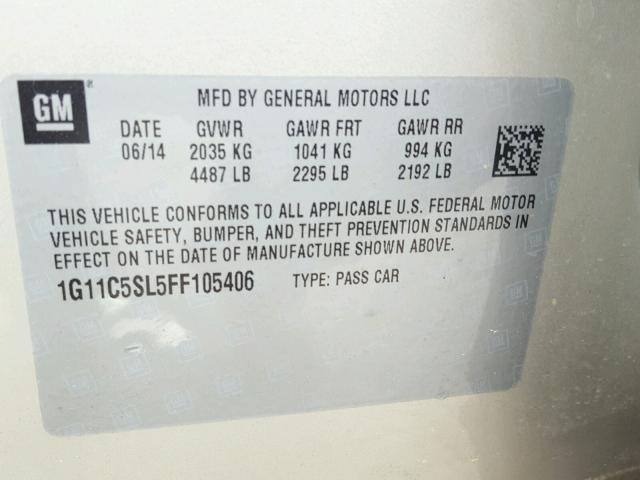 GM
MFD BY GENERAL MOTORS LLC
DATE GVWR GAWR FRT GAWR RR
06/14 2035 KG 1041 KG 994 KG
4487 LB 2295 LB 2192 LB
THIS VEHICLE CONFORMS TO ALL APPLICABLE U.S. FEDERAL MOTOR
VEHICLE SAFETY, BUMPER, AND THEFT PREVENTION STANDARDS IN
EFFECT ON THE DATE OF MANUFACTURE SHOWN ABOVE.
1G11C5SL5FF105406 TYPE: PASS CAR